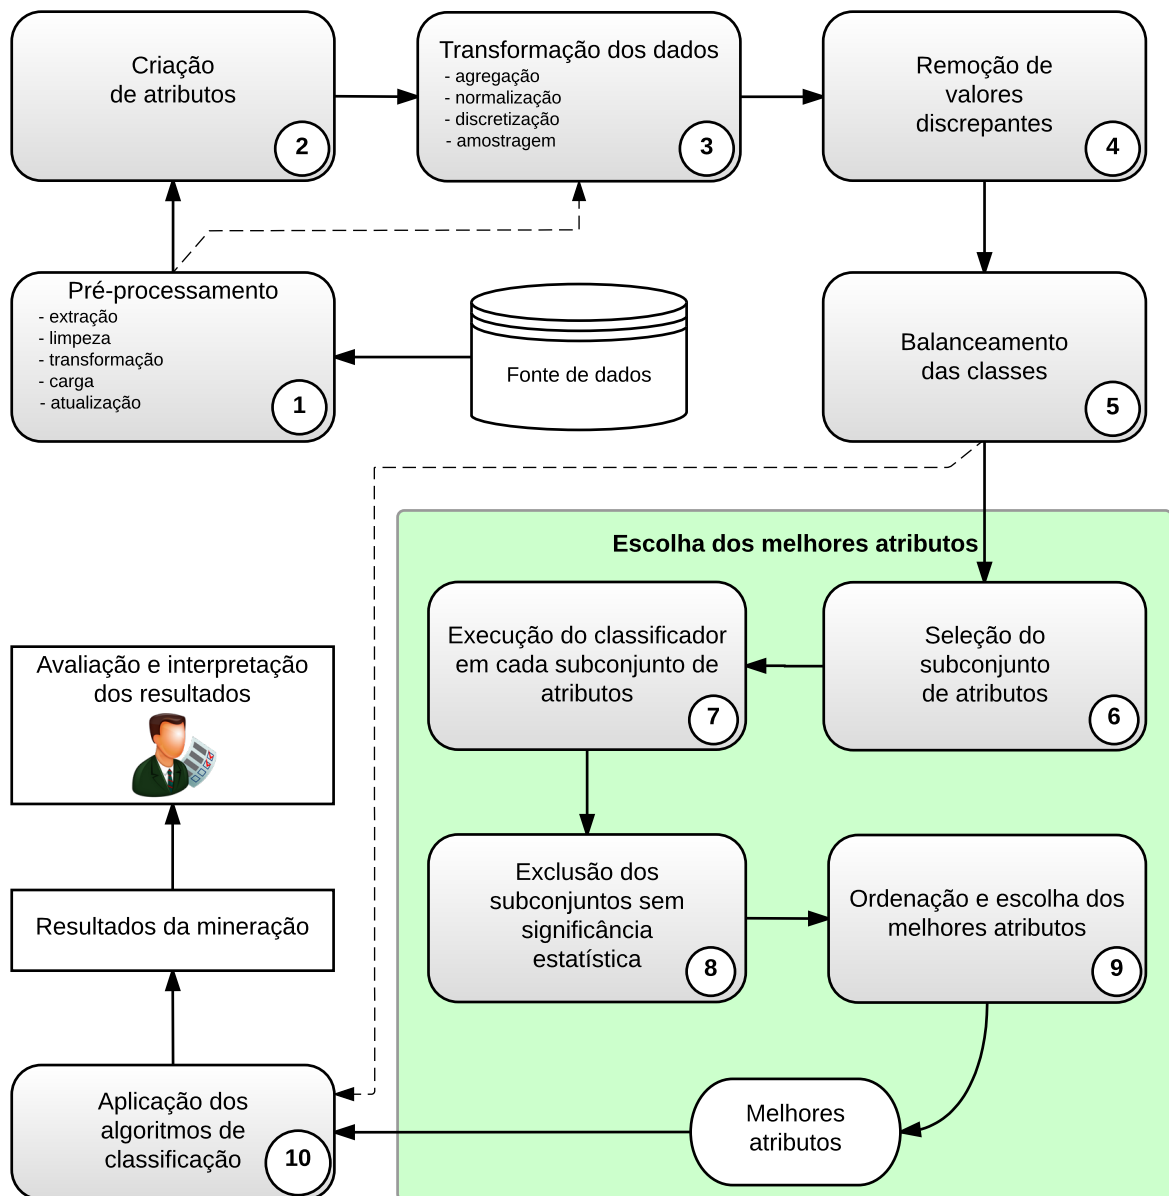 Criação
de atributos
2
Transformação dos dados
- agregação
- normalização
- discretização
- amostragem
3
Remoção de
valores
discrepantes
4
Pré-processamento
- extração
- limpeza
- transformação
- carga
- atualização
1
Fonte de dados
Balanceamento
das classes
5
Escolha dos melhores atributos
Seleção do
subconjunto
de atributos
6
Execução do classificador
em cada subconjunto de
atributos
7
Exclusão dos
subconjuntos sem
significância
estatística
8
Ordenação e escolha dos
melhores atributos
9
Melhores
atributos
Aplicação dos
algoritmos de
classificação
10
Resultados da mineração
Avaliação e interpretação
dos resultados